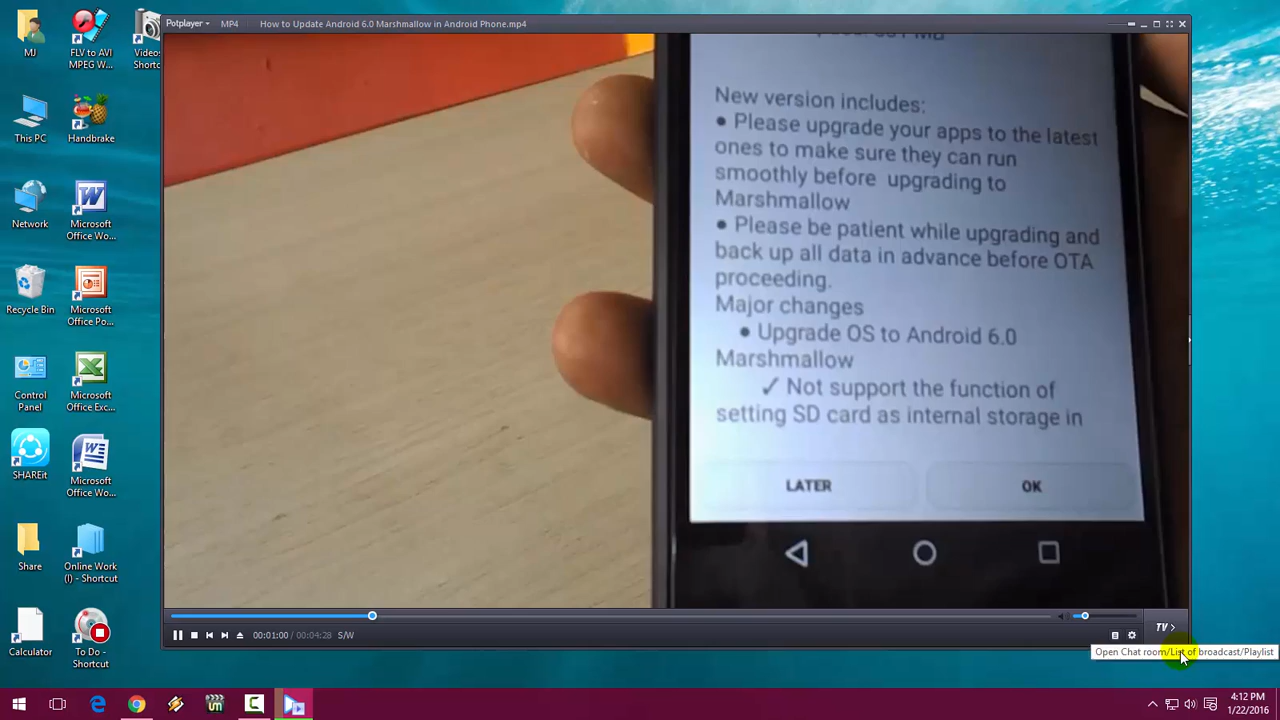 Potplayer
MP4
How to Update Android 6.0 Marshmallow in Android Phone.mp4
MJ
FLV to AVI
MPEG W...
Videos
Shortc
This PC
Handbrake
Network
Microsoft
Office Wo...
Recycle Bin
Microsoft
Office Po...
Control
Panel
Microsoft
Office Exc...
SHAREit
Microsoft
Office Wo...
Share
Online Work
(I) - Shortcut
Calculator
To Do -
Shortcut
New version includes:
• Please upgrade your apps to the latest
ones to make sure they can run
smoothly before upgrading to
Marshmallow
• Please be patient while upgrading and
back up all data in advance before OTA
proceeding.
Major changes
• Upgrade OS to Android 6.0
Marshmallow
✓ Not support the function of
setting SD card as internal storage in
LATER
OK
00:01:00 / 00:04:28
S/W
TV>
Open Chat room/List of broadcast/Playlist
4:12 PM
1/22/2016